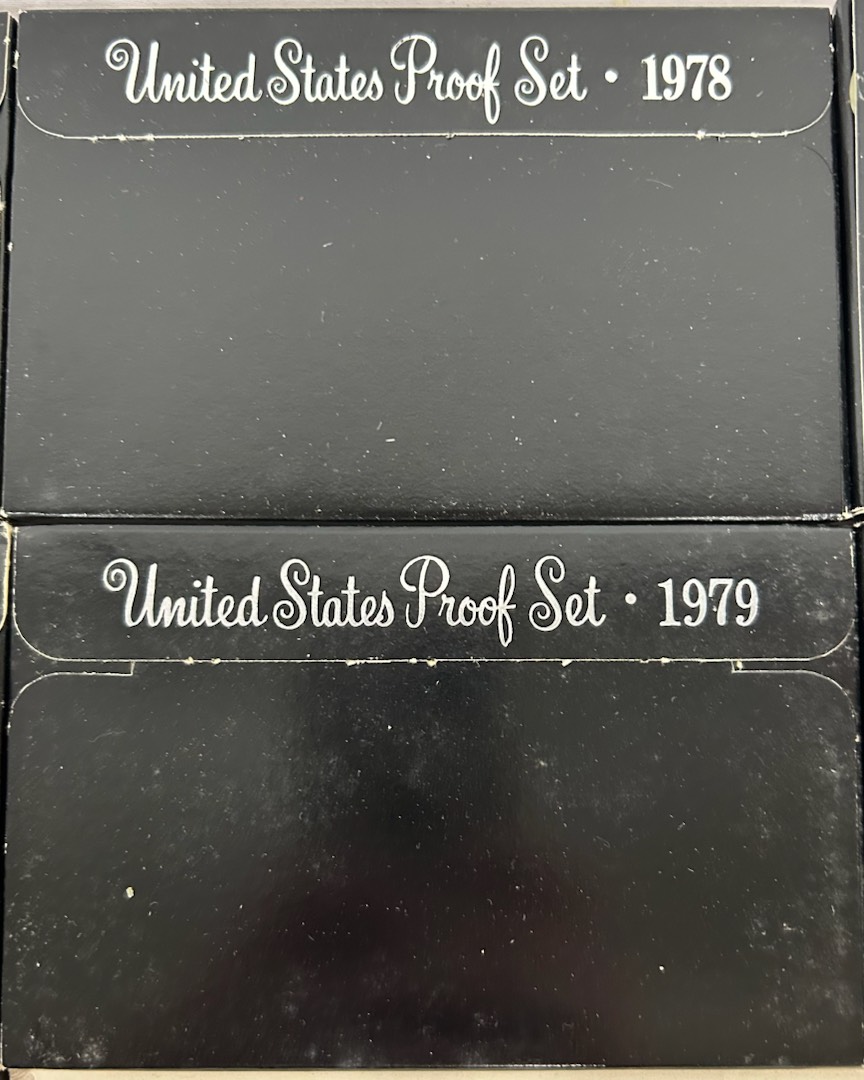 United States Proof Set • 1978
United States Proof Set • 1979